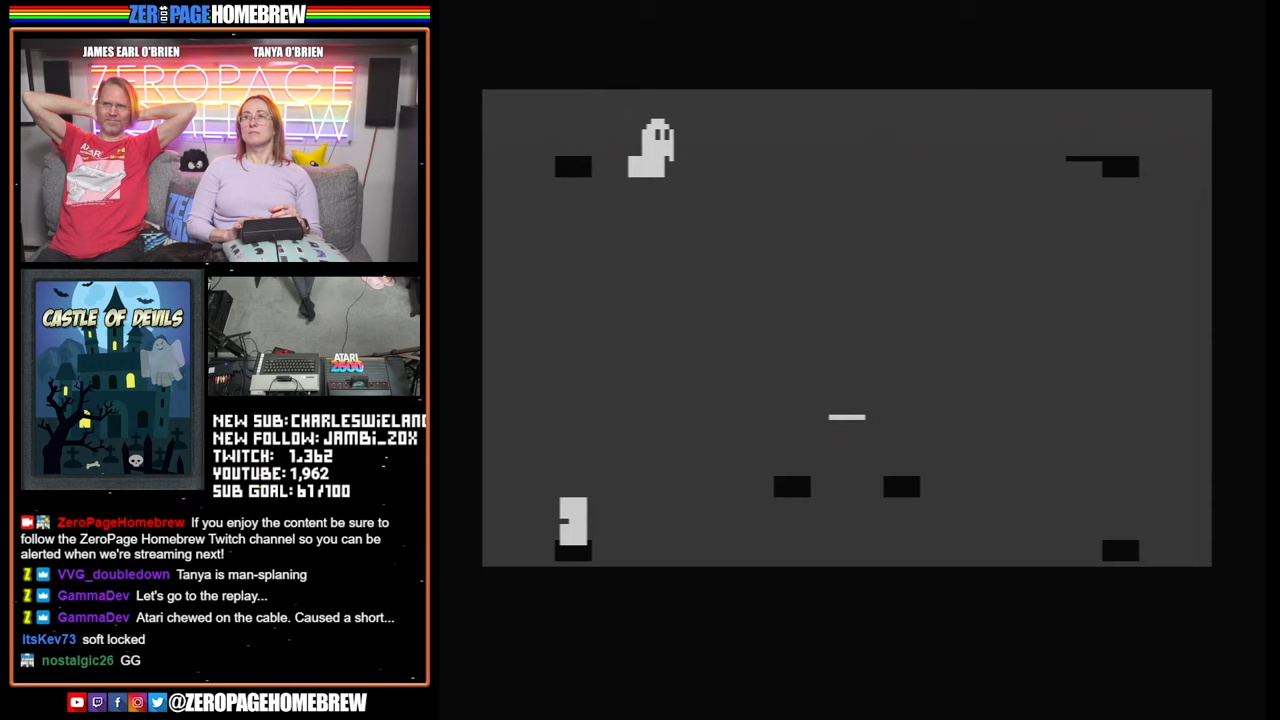 ZEROPAGE HOMEBREW
JAMES EARL O'BRIEN
TANYA O'BRIEN
ZEROPAGE
HOMEBREW
ATARI
CASTLE OF DEVILS
ATARI
2600
NEW SUB: CHARLESWIELAND
NEW FOLLOW: JAMBI_ZOX
TWITCH: 1,362
YOUTUBE: 1,962
SUB GOAL: 67/100
ZeroPageHomebrew If you enjoy the content be sure to
follow the ZeroPage Homebrew Twitch channel so you can be
alerted when we're streaming next!
VVG_doubledown Tanya is man-splaning
GammaDev Let's go to the replay...
GammaDev Atari chewed on the cable. Caused a short...
ItsKev73 soft locked
nostalgic26 GG
@ZEROPAGEHOMEBREW